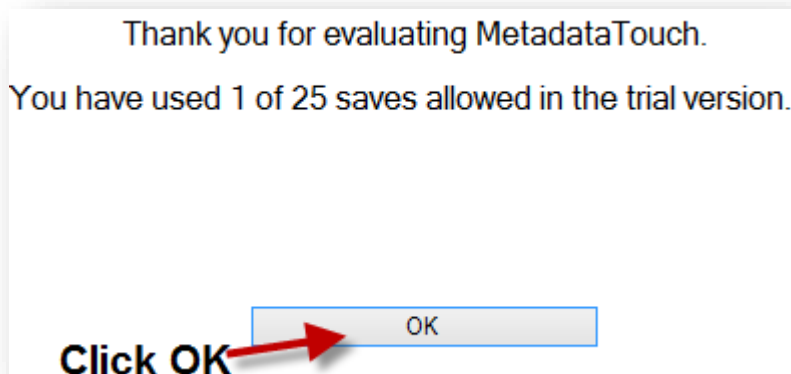 Thank you for evaluating MetadataTouch.
You have used 1 of 25 saves allowed in the trial version.
OK
Click OK